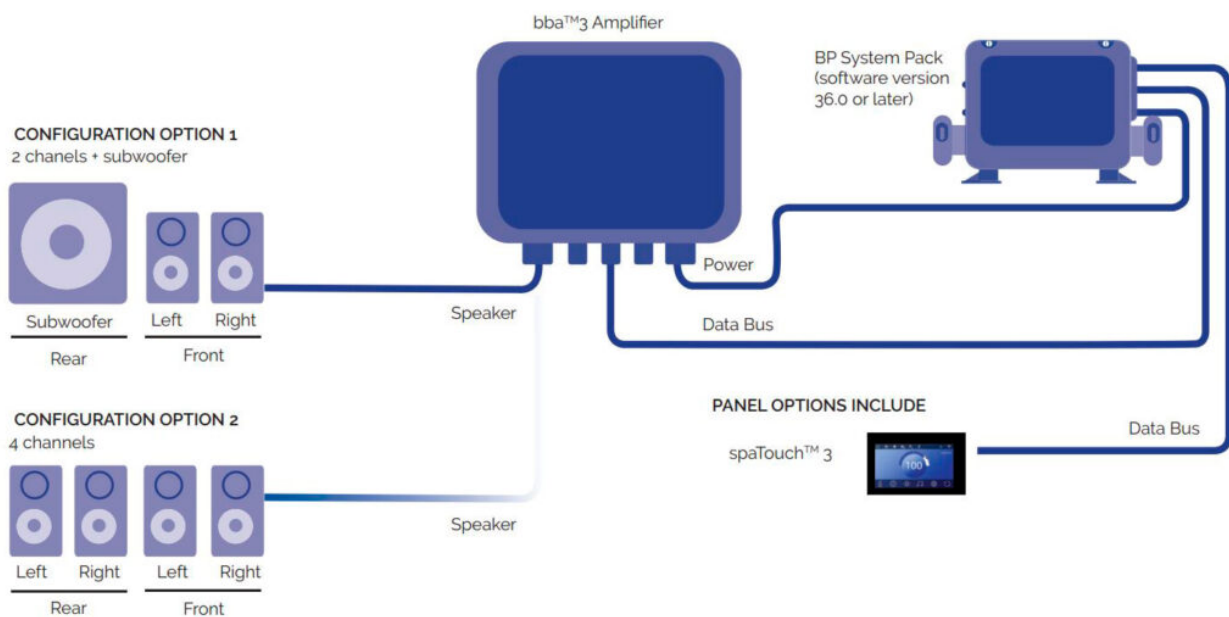 bba™3 Amplifier
BP System Pack
(software version
36.0 or later)
CONFIGURATION OPTION 1
2 chanels + subwoofer
Subwoofer
Left
Right
Rear
Front
Speaker
Power
Data Bus
CONFIGURATION OPTION 2
4 channels
Left
Right
Left
Right
Rear
Front
Speaker
PANEL OPTIONS INCLUDE
spaTouch™ 3
100
Data Bus